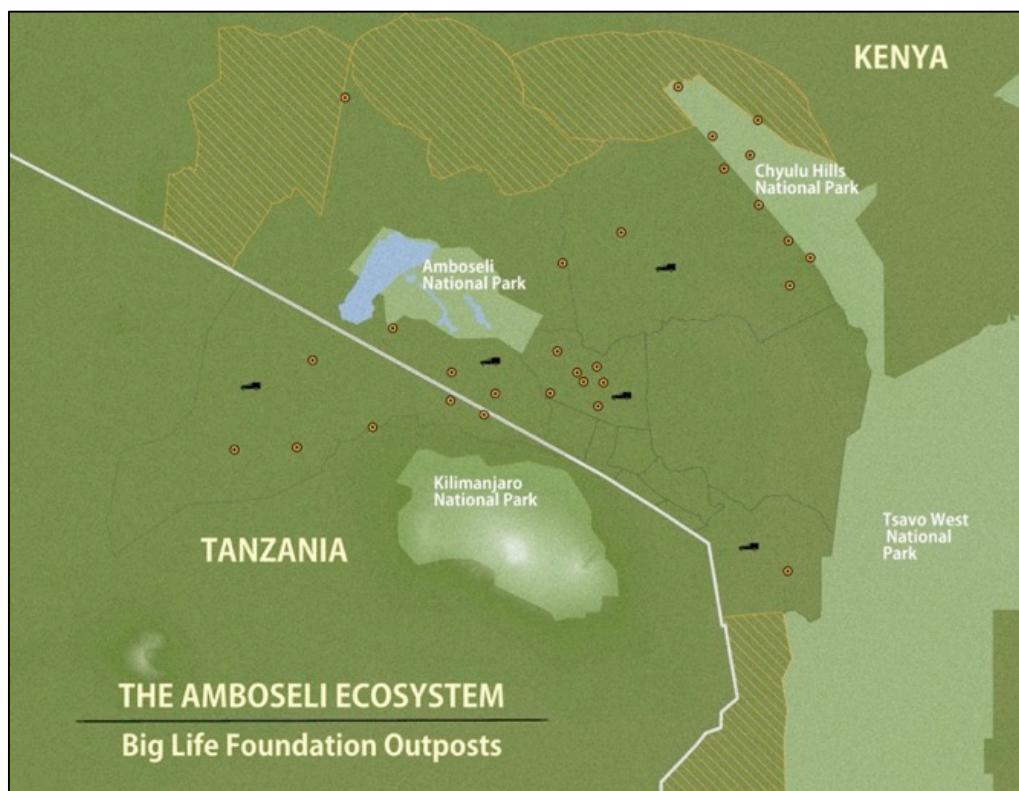 KENYA
Chyulu Hills
National Park
Amboseli
National Park
Kilimanjaro
National Park
Tsavo West
National
Park
TANZANIA
THE AMBOSELI ECOSYSTEM
Big Life Foundation Outposts